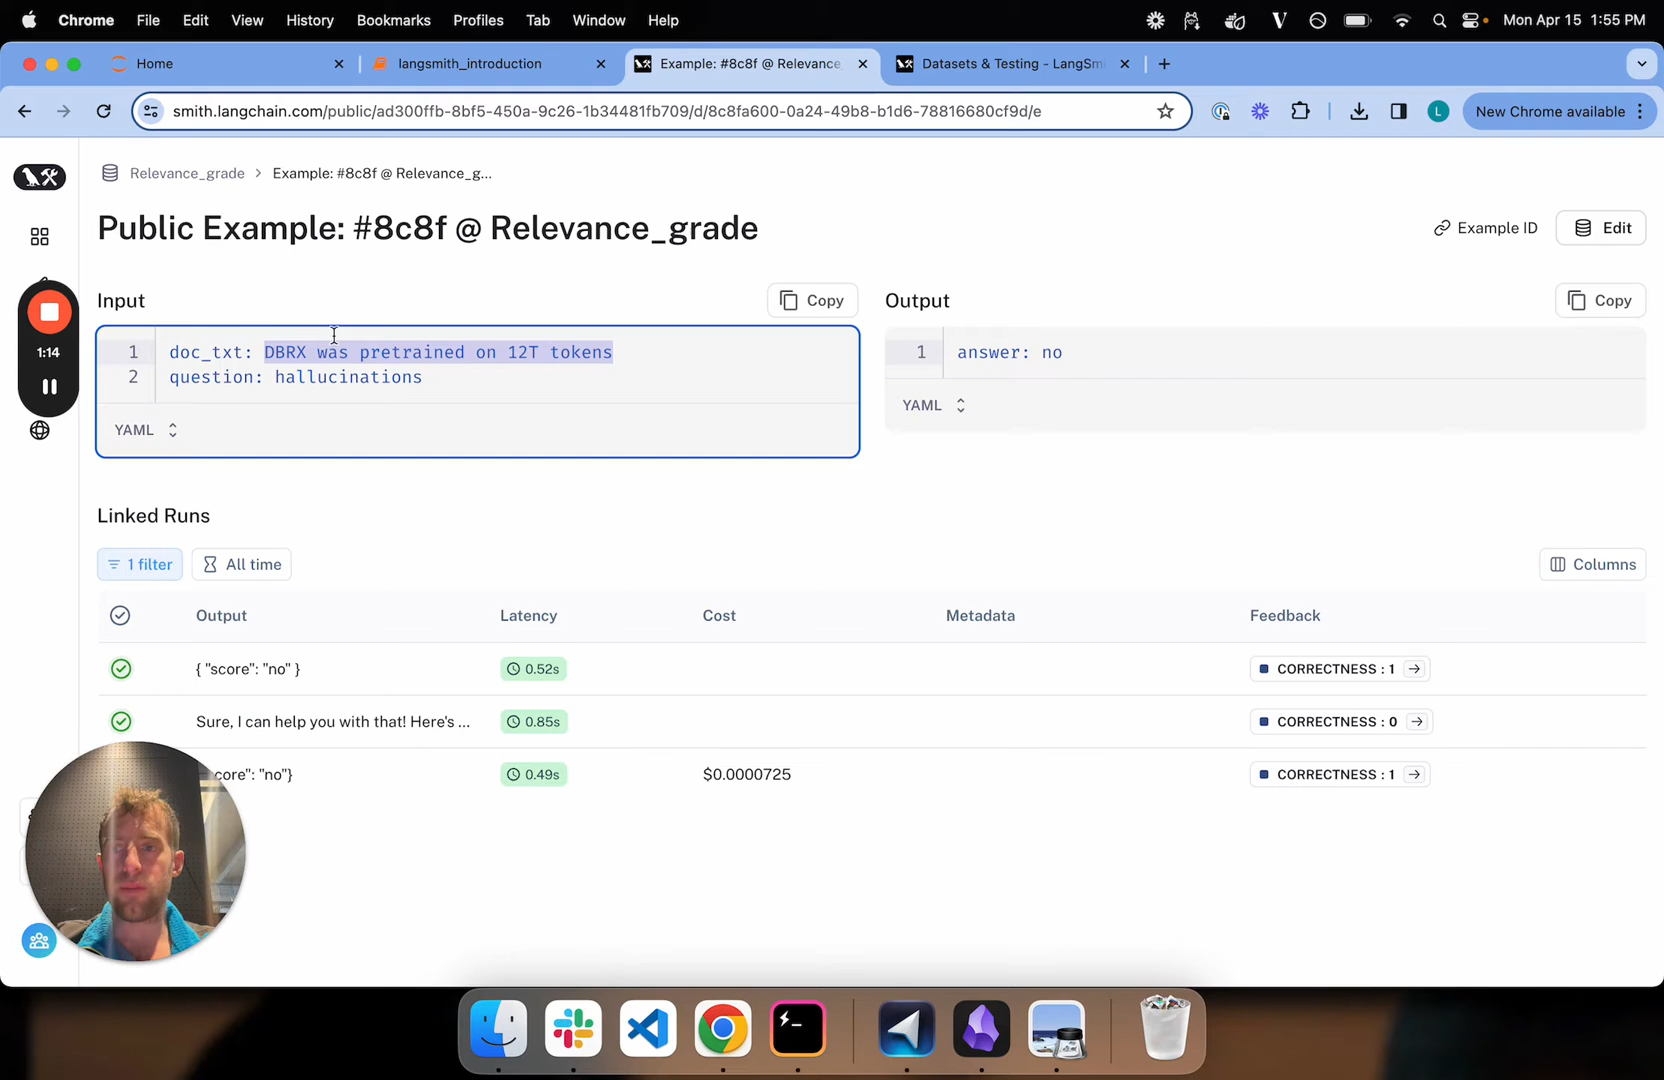 Chrome File Edit View History Bookmarks Profiles Tab Window Help
V
Mon Apr 15 1:55 PM
Home
langsmith_introduction
Example: #8c8f @ Relevance_
Datasets & Testing - LangSmi
smith.langchain.com/public/ad300ffb-8bf5-450a-9c26-1b34481fb709/d/8c8fa600-0a24-49b8-b1d6-78816680cf9d/e
L
New Chrome available
Relevance_grade > Example: #8c8f @ Relevance_g...
Public Example: #8c8f @ Relevance_grade
Example ID
Edit
Input
Copy
Output
Copy
1 doc_txt: DBRX was pretrained on 12T tokens
2 question: hallucinations
YAML
1 answer: no
YAML
1:14
Linked Runs
1 filter
All time
Columns
Output Latency Cost Metadata Feedback
{ "score": "no" } 0.52s CORRECTNESS : 1
Sure, I can help you with that! Here's ... 0.85s CORRECTNESS : 0
core": "no"} 0.49s $0.0000725 CORRECTNESS : 1